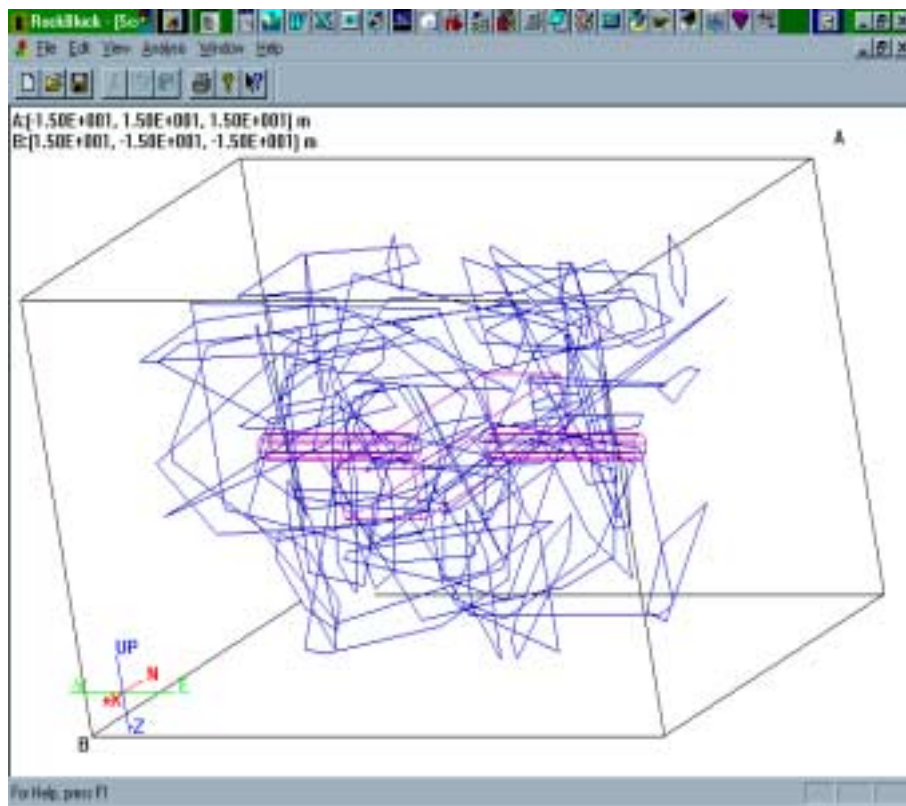 RockBlock - [Sc
File Edit View Analysis Window Help
A:[-1.50E+001, 1.50E+001, 1.50E+001] m
B:[1.50E+001, -1.50E+001, -1.50E+001] m
A
UP
N
E
+X
+Z
B
For Help, press F1